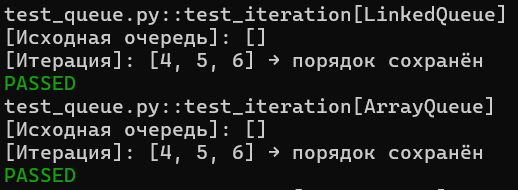 test_queue.py::test_iteration[LinkedQueue]
[Исходная очередь]: []
[Итерация]: [4, 5, 6] → порядок сохранён
PASSED
test_queue.py::test_iteration[ArrayQueue]
[Исходная очередь]: []
[Итерация]: [4, 5, 6] → порядок сохранён
PASSED